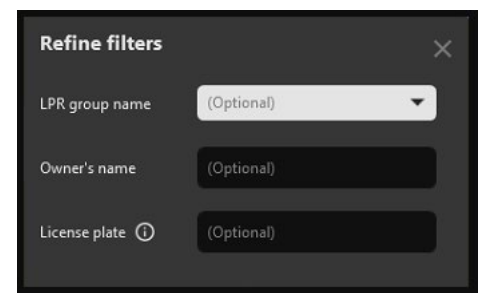 Refine filters
LPR group name (Optional)
Owner's name (Optional)
License plate (Optional)